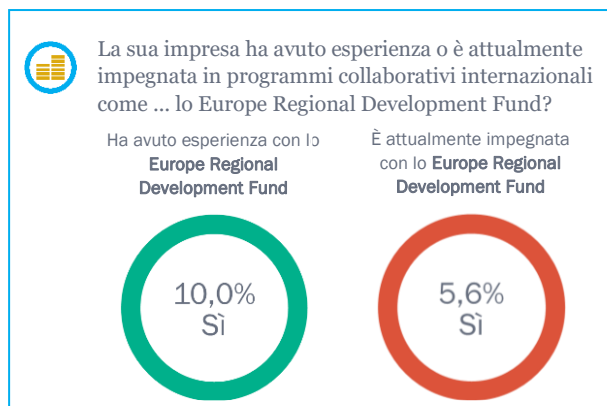 La sua impresa ha avuto esperienza o è attualmente
impegnata in programmi collaborativi internazionali
come ... lo Europe Regional Development Fund?
Ha avuto esperienza con lo
Europe Regional
Development Fund
È attualmente impegnata
con lo Europe Regional
Development Fund
10,0%
Sì
5,6%
Sì